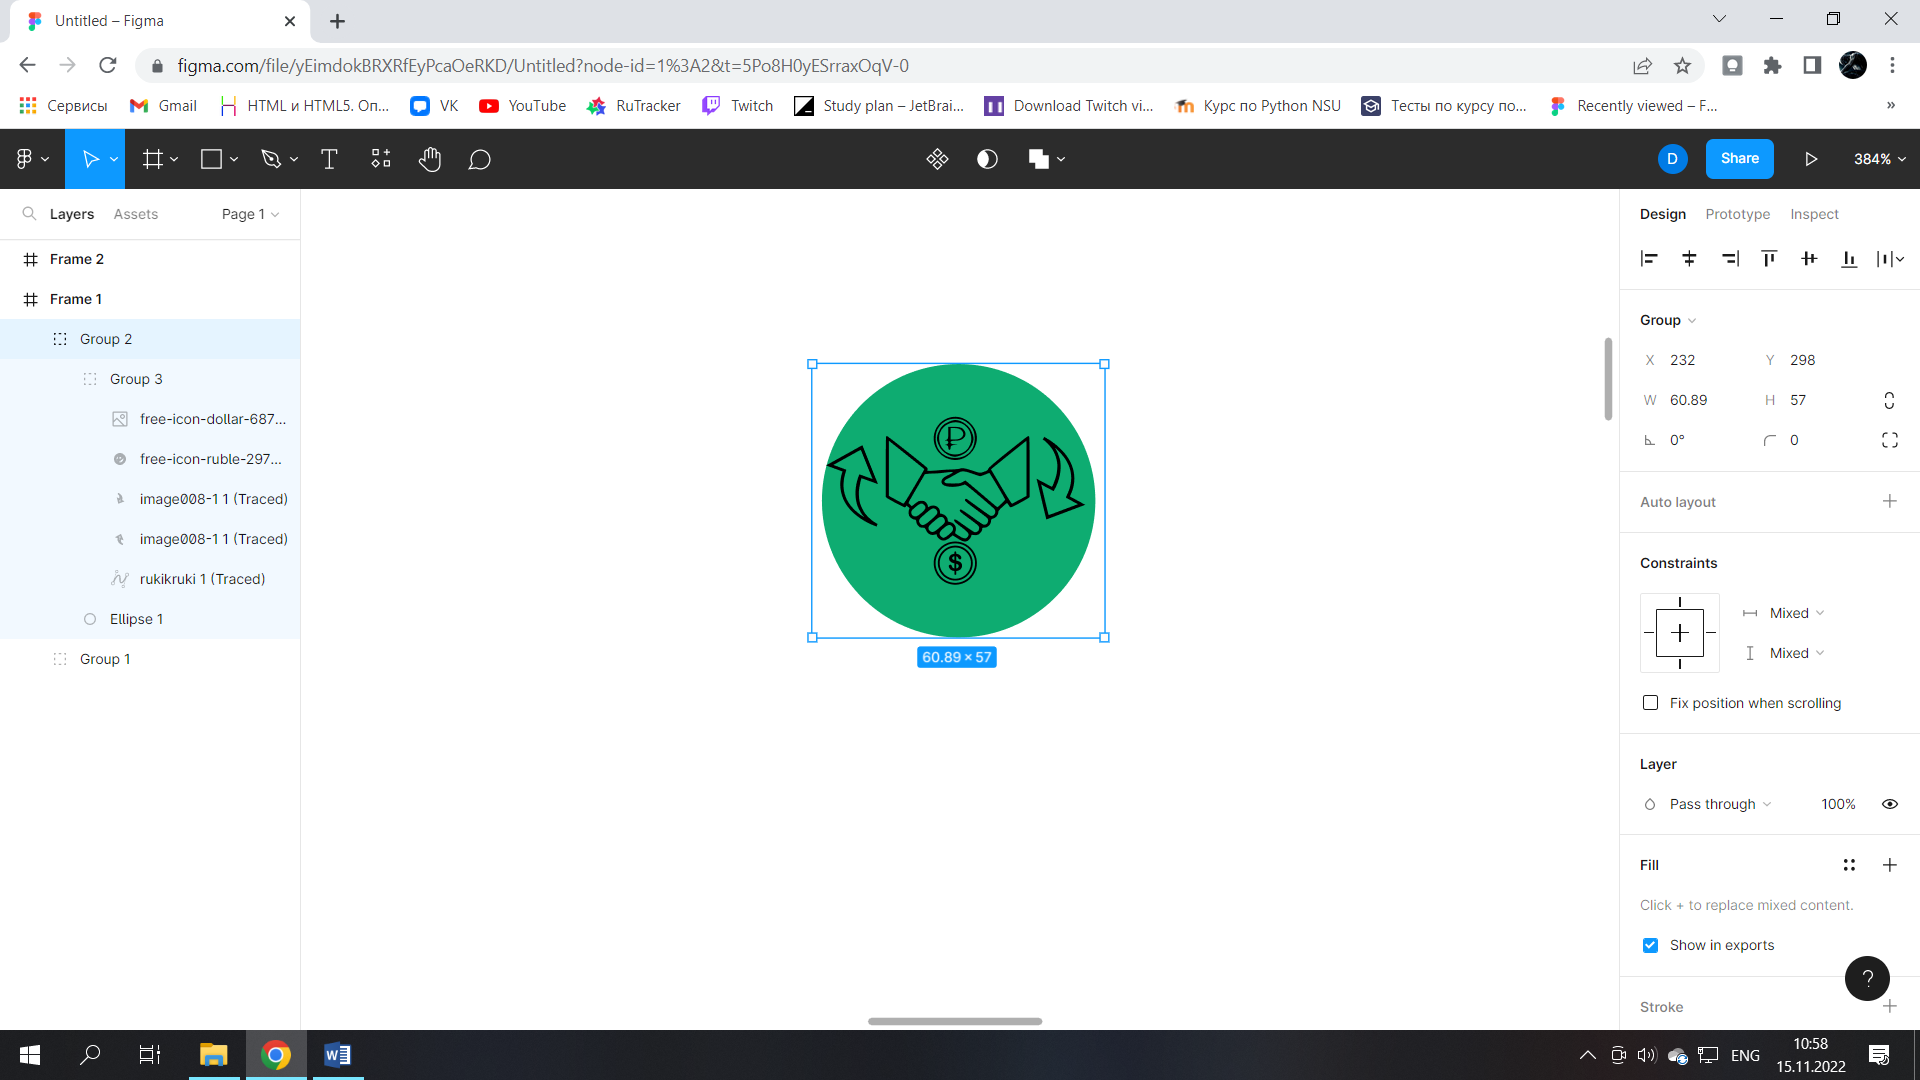 Untitled – Figma
figma.com/file/yEimdokBRXRfEyPcaOeRKD/Untitled?node-id=1%3A2&t=5Po8H0yESrraxOqV-0
Сервисы
Gmail
HTML и HTML5. Оп...
VK
YouTube
RuTracker
Twitch
Study plan – JetBrai...
Download Twitch vi...
Курс по Python NSU
Тесты по курсу по...
Recently viewed – F...
»
D
Share
384%
Layers
Assets
Page 1
Frame 2
Frame 1
Group 2
Group 3
free-icon-dollar-687...
free-icon-ruble-297...
image008-1 1 (Traced)
image008-1 1 (Traced)
rukikruki 1 (Traced)
Ellipse 1
Group 1
₽
$
60.89 × 57
Design
Prototype
Inspect
Group
X 232
Y 298
W 60.89
H 57
0°
0
Auto layout
Constraints
Mixed
Mixed
Fix position when scrolling
Layer
Pass through
100%
Fill
Click + to replace mixed content.
Show in exports
?
Stroke
W
ENG
10:58
15.11.2022